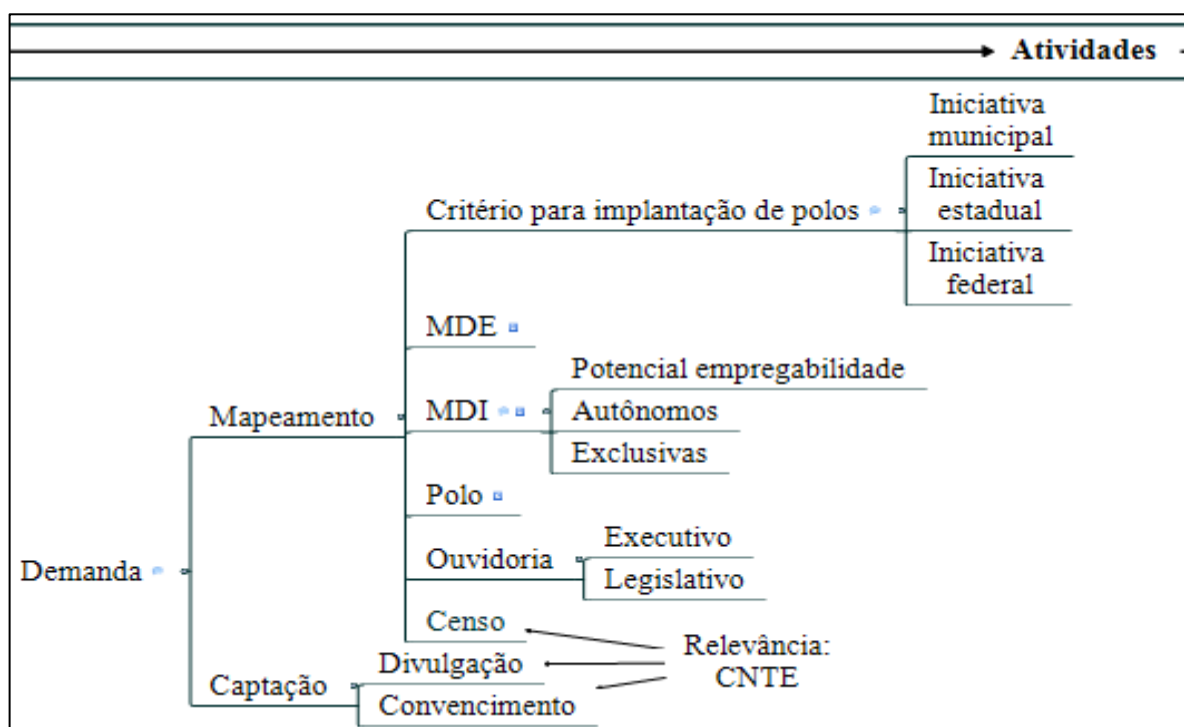 Atividades
Iniciativa
municipal
Iniciativa
estadual
Iniciativa
federal
Critério para implantação de polos
MDE
Potencial empregabilidade
MDI
Autônomos
Exclusivas
Mapeamento
Polo
Executivo
Ouvidoria
Legislativo
Demanda
Censo
Relevância:
CNTE
Divulgação
Captação
Convencimento